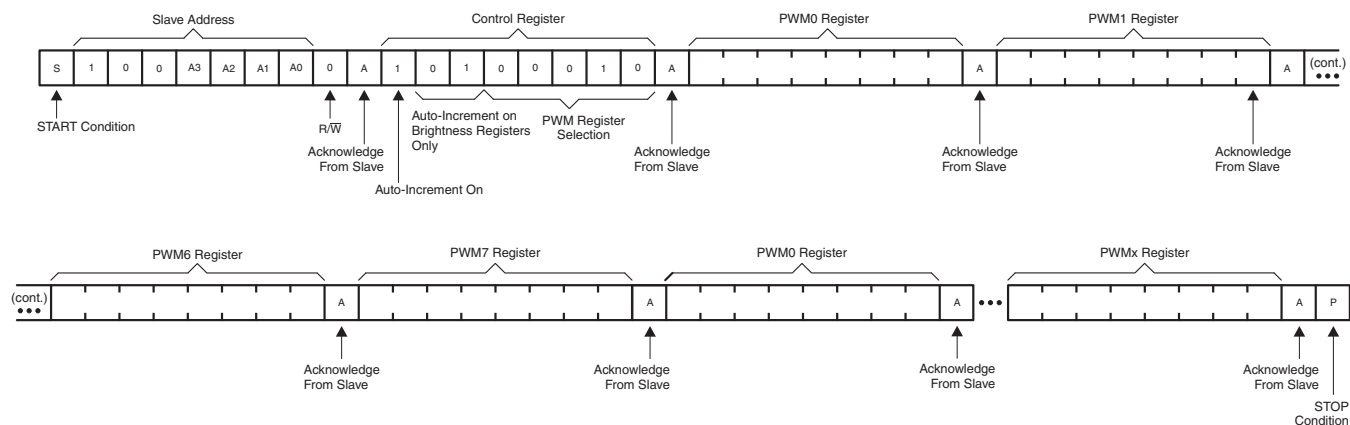 Slave Address Control Register PWM0 Register PWM1 Register
S 1 0 0 A3 A2 A1 A0 0 A 1 0 1 0 0 0 1 0 A A A (cont.)
START Condition
R/W
Acknowledge
From Slave
Auto-Increment On
Auto-Increment on
Brightness Registers
Only
PWM Register
Selection
Acknowledge
From Slave
Acknowledge
From Slave
Acknowledge
From Slave
PWM6 Register PWM7 Register PWM0 Register PWMx Register
(cont.) A A A A P
Acknowledge
From Slave
Acknowledge
From Slave
Acknowledge
From Slave
Acknowledge
From Slave
STOP
Condition